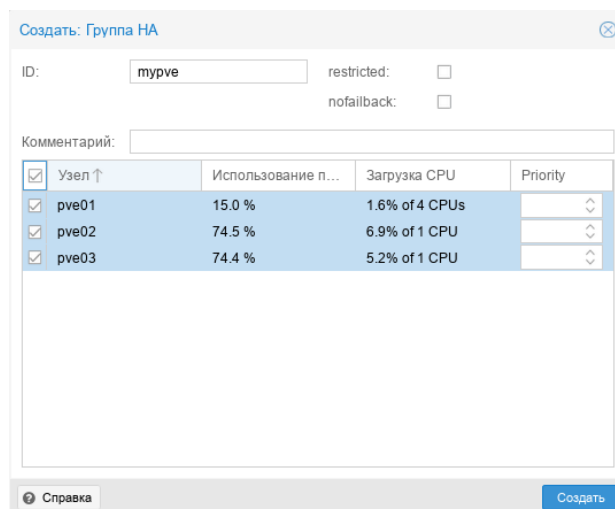 Создать: Группа HA
ID: mypve restricted:
nofailback:
Комментарий:
Узел Использование п... Загрузка CPU Priority
pve01 15.0 % 1.6% of 4 CPUs
pve02 74.5 % 6.9% of 1 CPU
pve03 74.4 % 5.2% of 1 CPU
Справка Создать